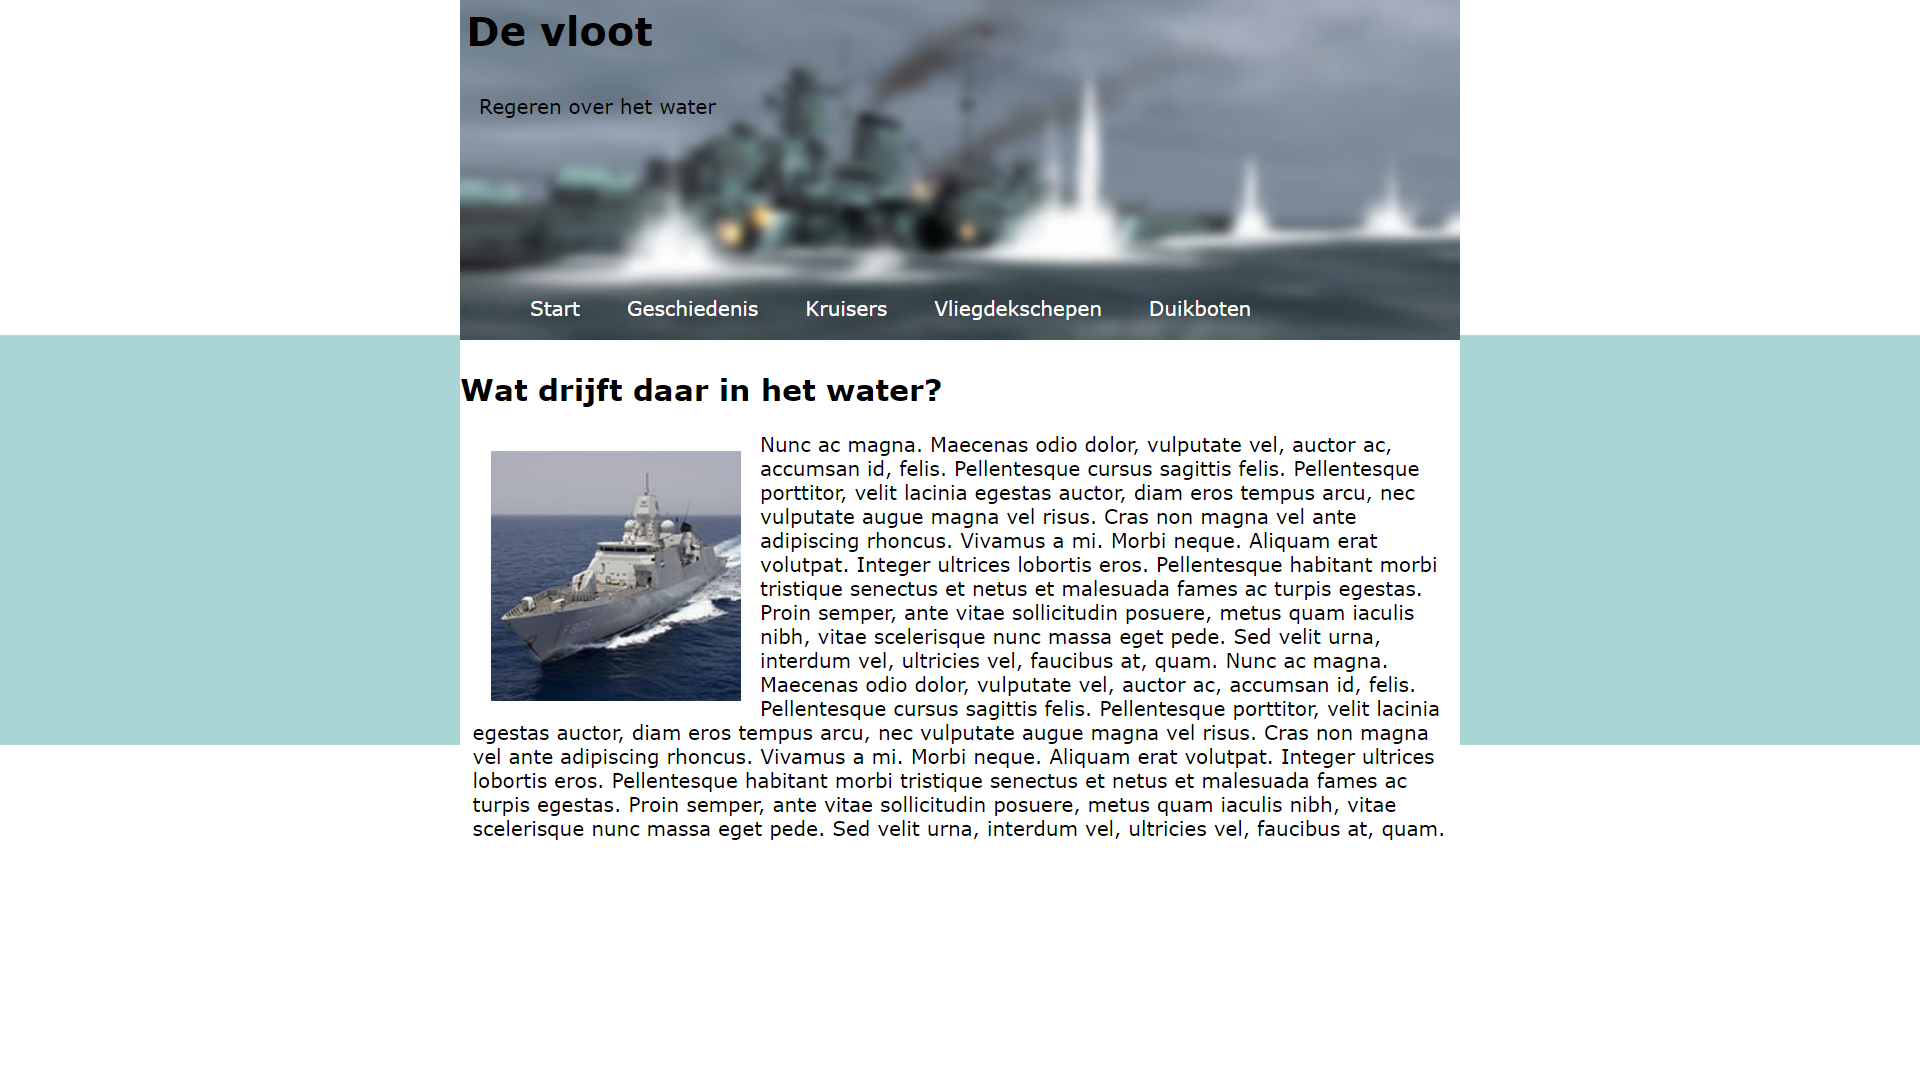 De vloot
Regeren over het water
Start Geschiedenis Kruisers Vliegdekschepen Duikboten
Wat drijft daar in het water?
Nunc ac magna. Maecenas odio dolor, vulputate vel, auctor ac,
accumsan id, felis. Pellentesque cursus sagittis felis. Pellentesque
porttitor, velit lacinia egestas auctor, diam eros tempus arcu, nec
vulputate augue magna vel risus. Cras non magna vel ante
adipiscing rhoncus. Vivamus a mi. Morbi neque. Aliquam erat
volutpat. Integer ultrices lobortis eros. Pellentesque habitant morbi
tristique senectus et netus et malesuada fames ac turpis egestas.
Proin semper, ante vitae sollicitudin posuere, metus quam iaculis
nibh, vitae scelerisque nunc massa eget pede. Sed velit urna,
interdum vel, ultricies vel, faucibus at, quam. Nunc ac magna.
Maecenas odio dolor, vulputate vel, auctor ac, accumsan id, felis.
Pellentesque cursus sagittis felis. Pellentesque porttitor, velit lacinia
egestas auctor, diam eros tempus arcu, nec vulputate augue magna vel risus. Cras non magna
vel ante adipiscing rhoncus. Vivamus a mi. Morbi neque. Aliquam erat volutpat. Integer ultrices
lobortis eros. Pellentesque habitant morbi tristique senectus et netus et malesuada fames ac
turpis egestas. Proin semper, ante vitae sollicitudin posuere, metus quam iaculis nibh, vitae
scelerisque nunc massa eget pede. Sed velit urna, interdum vel, ultricies vel, faucibus at, quam.